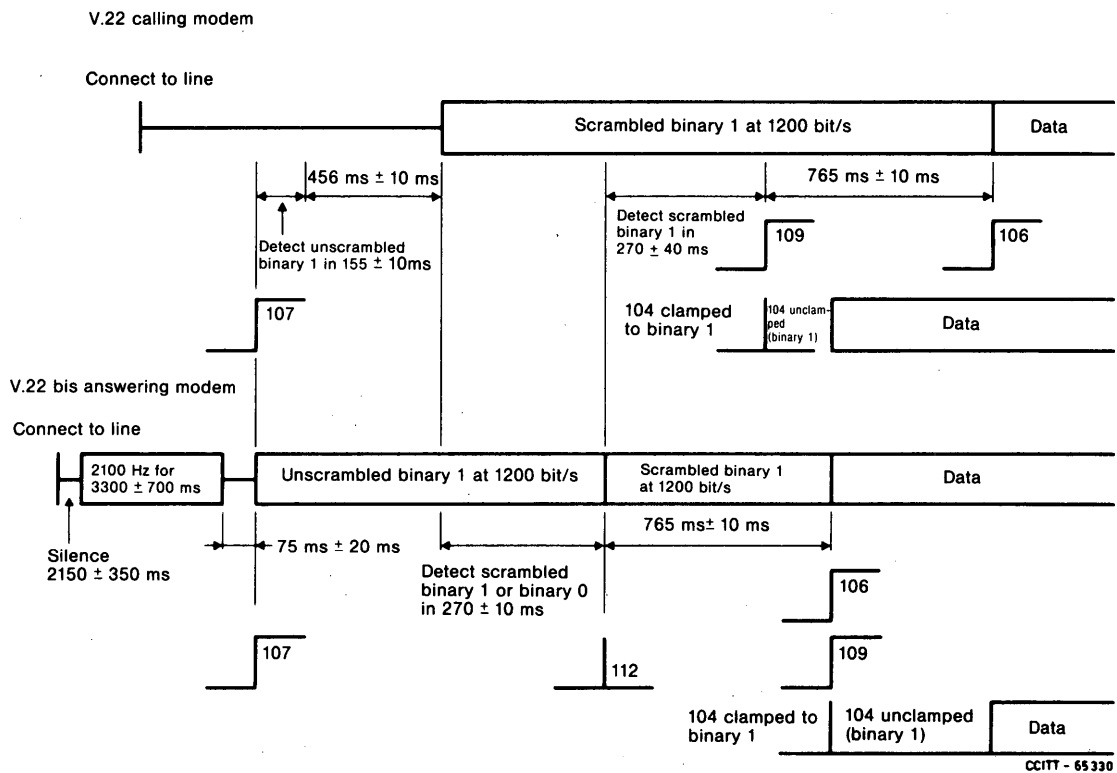 V.22 calling modem
Connect to line
Scrambled binary 1 at 1200 bit/s
Data
456 ms ± 10 ms
765 ms ± 10 ms
Detect unscrambled
binary 1 in 155 ± 10ms
Detect scrambled
binary 1 in
270 ± 40 ms
109
106
107
104 clamped
to binary 1
104 unclam-
ped
(binary 1)
Data
V.22 bis answering modem
Connect to line
2100 Hz for
3300 ± 700 ms
Unscrambled binary 1 at 1200 bit/s
Scrambled binary 1
at 1200 bit/s
Data
Silence
2150 ± 350 ms
75 ms ± 20 ms
765 ms± 10 ms
Detect scrambled
binary 1 or binary 0
in 270 ± 10 ms
106
107
112
109
104 clamped to
binary 1
104 unclamped
(binary 1)
Data
CCITT - 65330